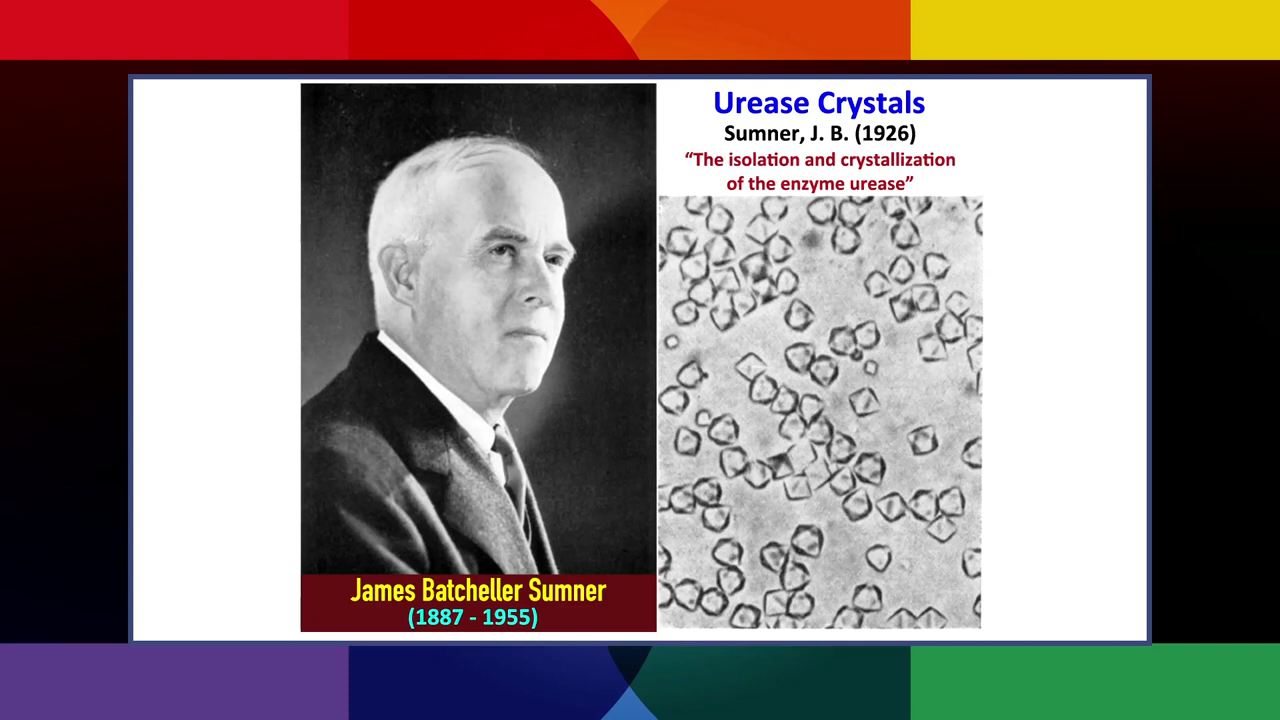 Urease Crystals
Sumner, J. B. (1926)
“The isolation and crystallization
of the enzyme urease”
James Batcheller Sumner
(1887 - 1955)